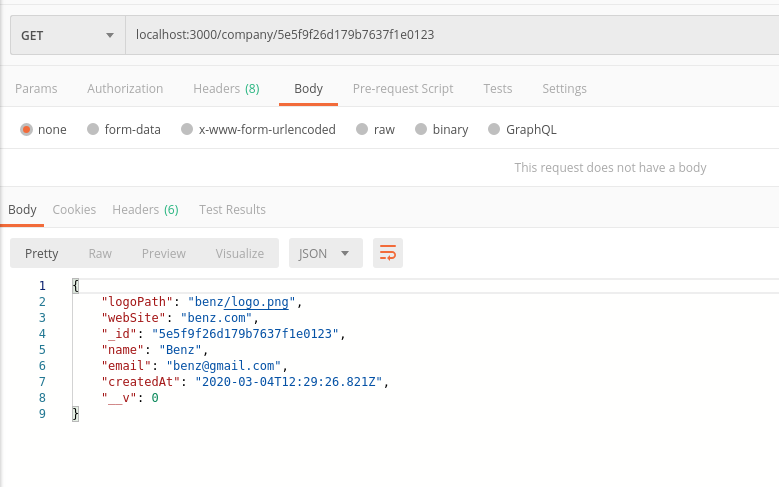 GET localhost:3000/company/5e5f9f26d179b7637f1e0123
Params Authorization Headers (8) Body Pre-request Script Tests Settings
none form-data x-www-form-urlencoded raw binary GraphQL
This request does not have a body
Body Cookies Headers (6) Test Results
Pretty Raw Preview Visualize JSON
1 {
2 "logoPath": "benz/logo.png",
3 "webSite": "benz.com",
4 "_id": "5e5f9f26d179b7637f1e0123",
5 "name": "Benz",
6 "email": "benz@gmail.com",
7 "createdAt": "2020-03-04T12:29:26.821Z",
8 "__v": 0
9 }